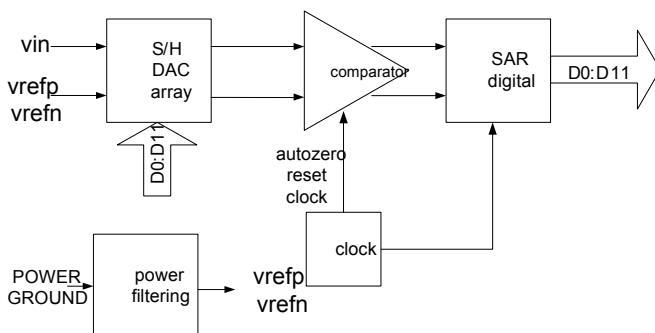 vin
vrefp
vrefn
S/H
DAC
array
comparator
SAR
digital
D0:D11
D0:D11
autozero
reset
clock
clock
POWER
GROUND
power
filtering
vrefp
vrefn